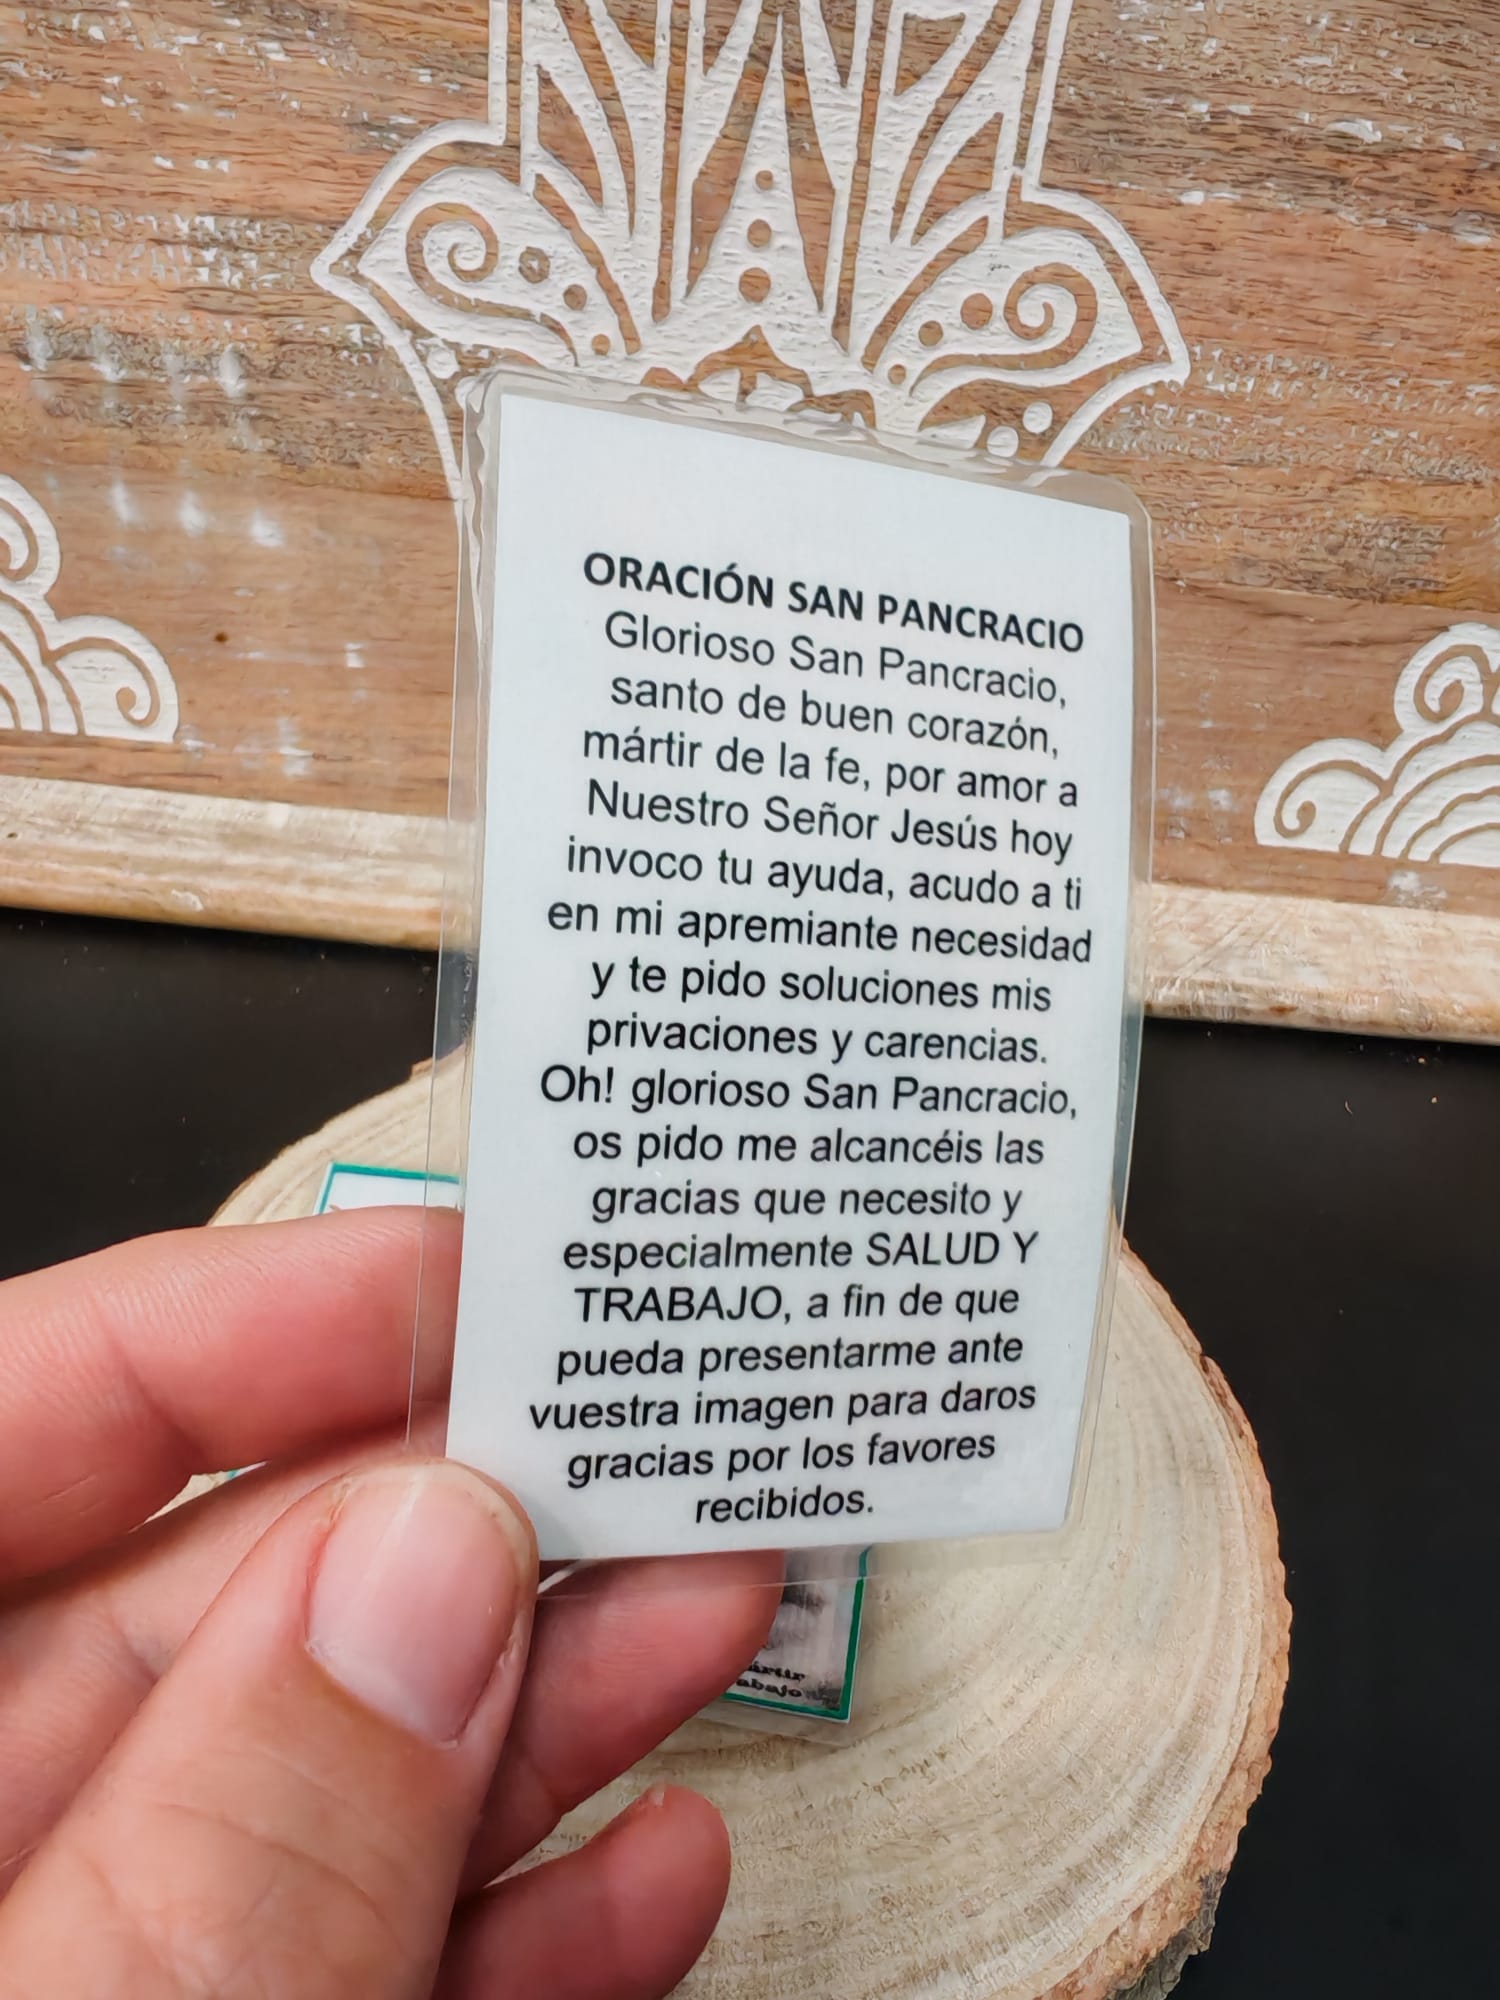 ORACIÓN SAN PANCRACIO
Glorioso San Pancracio,
santo de buen corazón,
mártir de la fe, por amor a
Nuestro Señor Jesús hoy
invoco tu ayuda, acudo a ti
en mi apremiante necesidad
y te pido soluciones mis
privaciones y carencias.
Oh! glorioso San Pancracio,
os pido me alcancéis las
gracias que necesito y
especialmente SALUD Y
TRABAJO, a fin de que
pueda presentarme ante
vuestra imagen para daros
gracias por los favores
recibidos.